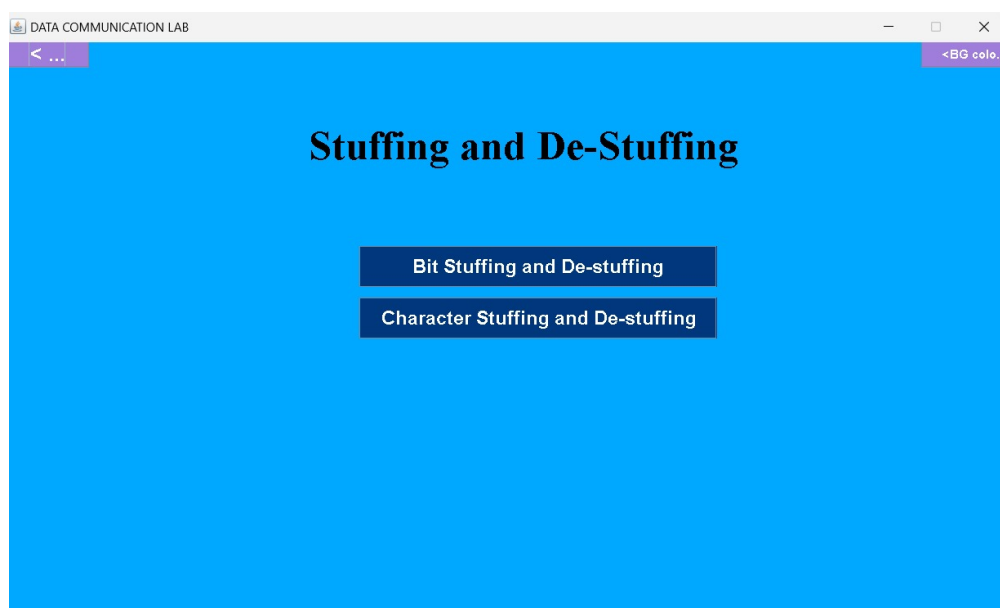 DATA COMMUNICATION LAB
< ...
<BG colo.
Stuffing and De-Stuffing
Bit Stuffing and De-stuffing
Character Stuffing and De-stuffing